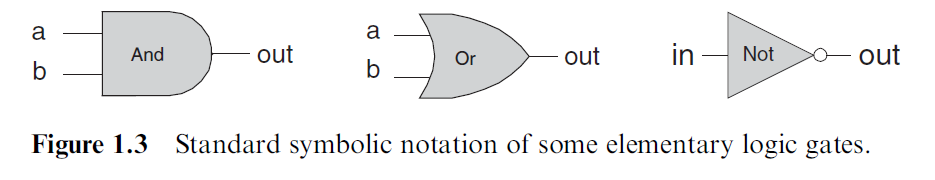 a
b
And
out
a
b
Or
out
in
Not
out
Figure 1.3 Standard symbolic notation of some elementary logic gates.